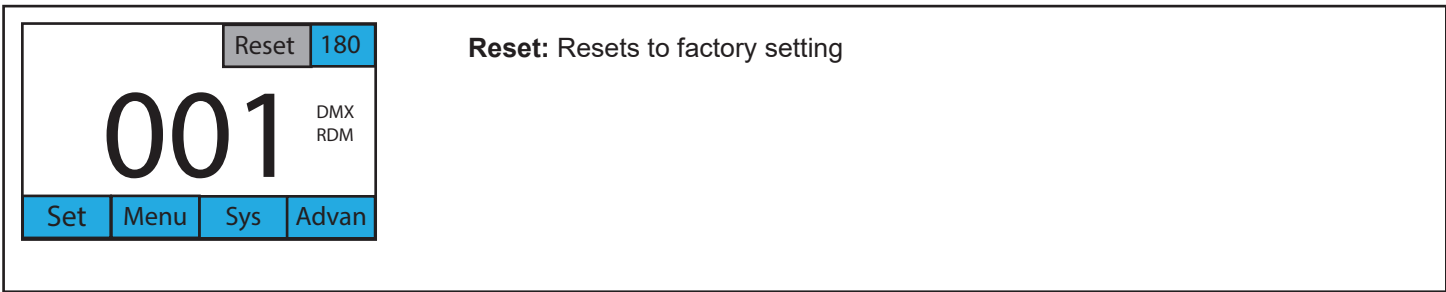 Reset 180
001
DMX
RDM
Set Menu Sys Advan
Reset: Resets to factory setting